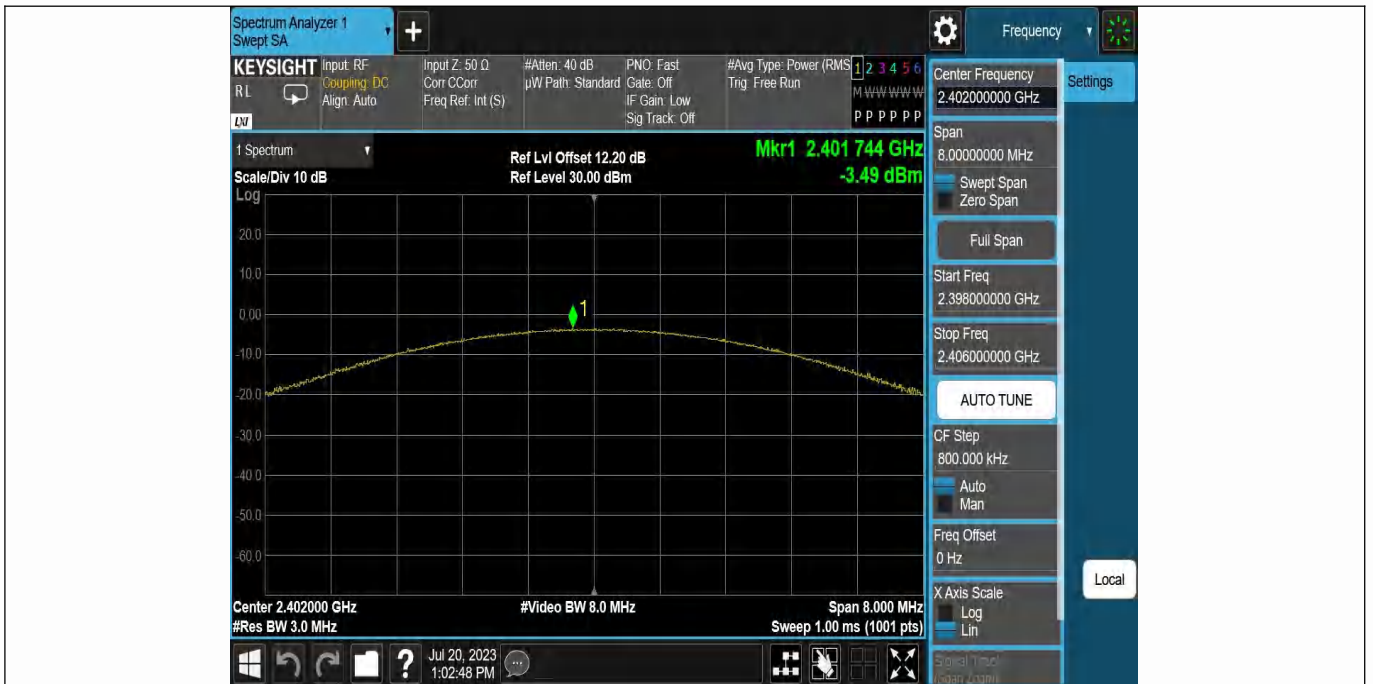 Spectrum Analyzer 1
Swept SA
+
Frequency
KEYSIGHT
RL
LXI
Input: RF
Coupling: DC
Align: Auto
Input Z: 50 Ω
Corr CCorr
Freq Ref: Int (S)
#Atten: 40 dB
µW Path: Standard
PNO: Fast
Gate: Off
IF Gain: Low
Sig Track: Off
#Avg Type: Power (RMS
Trig: Free Run
1 2 3 4 5 6
M W W W W W
P P P P P P
1 Spectrum
Scale/Div 10 dB
Ref Lvl Offset 12.20 dB
Ref Level 30.00 dBm
Mkr1 2.401 744 GHz
-3.49 dBm
Log
20.0
10.0
0.00
-10.0
-20.0
-30.0
-40.0
-50.0
-60.0
1
Center 2.402000 GHz
#Res BW 3.0 MHz
#Video BW 8.0 MHz
Span 8.000 MHz
Sweep 1.00 ms (1001 pts)
Center Frequency
2.402000000 GHz
Settings
Span
8.00000000 MHz
Swept Span
Zero Span
Full Span
Start Freq
2.398000000 GHz
Stop Freq
2.406000000 GHz
AUTO TUNE
CF Step
800.000 kHz
Auto
Man
Freq Offset
0 Hz
X Axis Scale
Log
Lin
Signal Track
(Span Zoom)
Local
?
Jul 20, 2023
1:02:48 PM